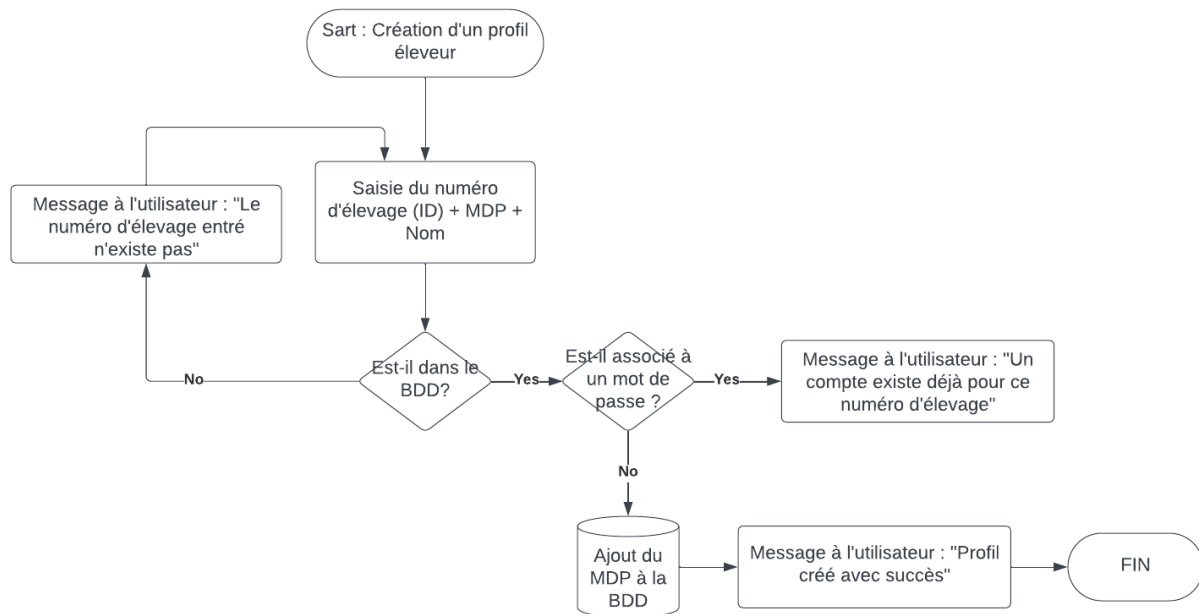 Sart : Création d'un profil
éleveur
Message à l'utilisateur : "Le
numéro d'élevage entré
n'existe pas"
Saisie du numéro
d'élevage (ID) + MDP +
Nom
No
Est-il dans le
BDD?
Yes
Est-il associé à
un mot de
passe ?
Yes
Message à l'utilisateur : "Un
compte existe déjà pour ce
numéro d'élevage"
No
Ajout du
MDP à la
BDD
Message à l'utilisateur : "Profil
créé avec succès"
FIN